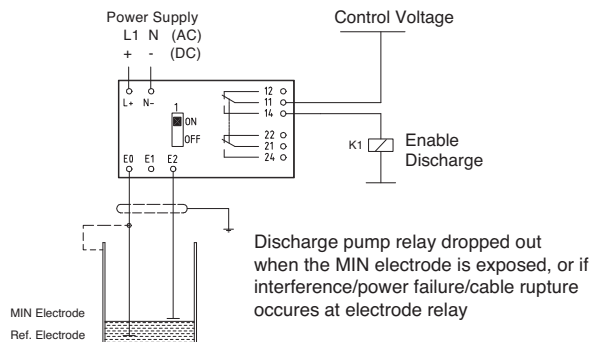 Power Supply
L1 N (AC)
+ - (DC)
Control Voltage
L+ N-
1
ON
OFF
12
11
14
22
21
24
E0 E1 E2
K1
Enable
Discharge
Discharge pump relay dropped out
when the MIN electrode is exposed, or if
interference/power failure/cable rupture
occures at electrode relay
MIN Electrode
Ref. Electrode